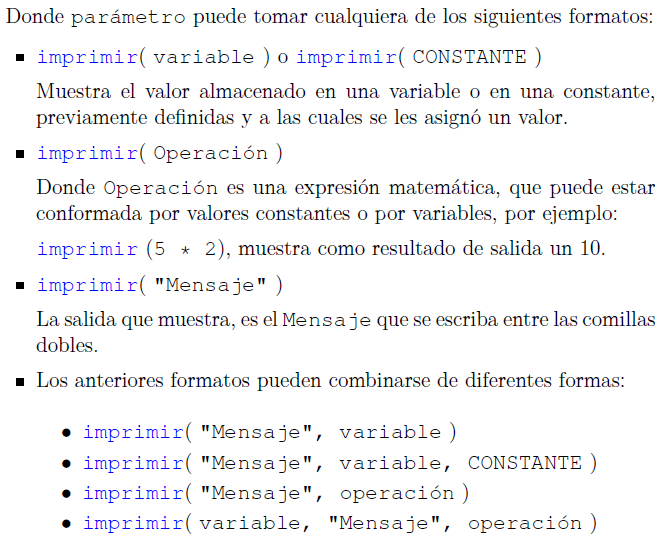 Donde parámetro puede tomar cualquiera de los siguientes formatos:
▪ imprimir( variable ) o imprimir( CONSTANTE )
Muestra el valor almacenado en una variable o en una constante,
previamente definidas y a las cuales se les asignó un valor.
▪ imprimir( Operación )
Donde Operación es una expresión matemática, que puede estar
conformada por valores constantes o por variables, por ejemplo:
imprimir (5 * 2), muestra como resultado de salida un 10.
▪ imprimir( "Mensaje" )
La salida que muestra, es el Mensaje que se escriba entre las comillas
dobles.
▪ Los anteriores formatos pueden combinarse de diferentes formas:
• imprimir( "Mensaje", variable )
• imprimir( "Mensaje", variable, CONSTANTE )
• imprimir( "Mensaje", operación )
• imprimir( variable, "Mensaje", operación )